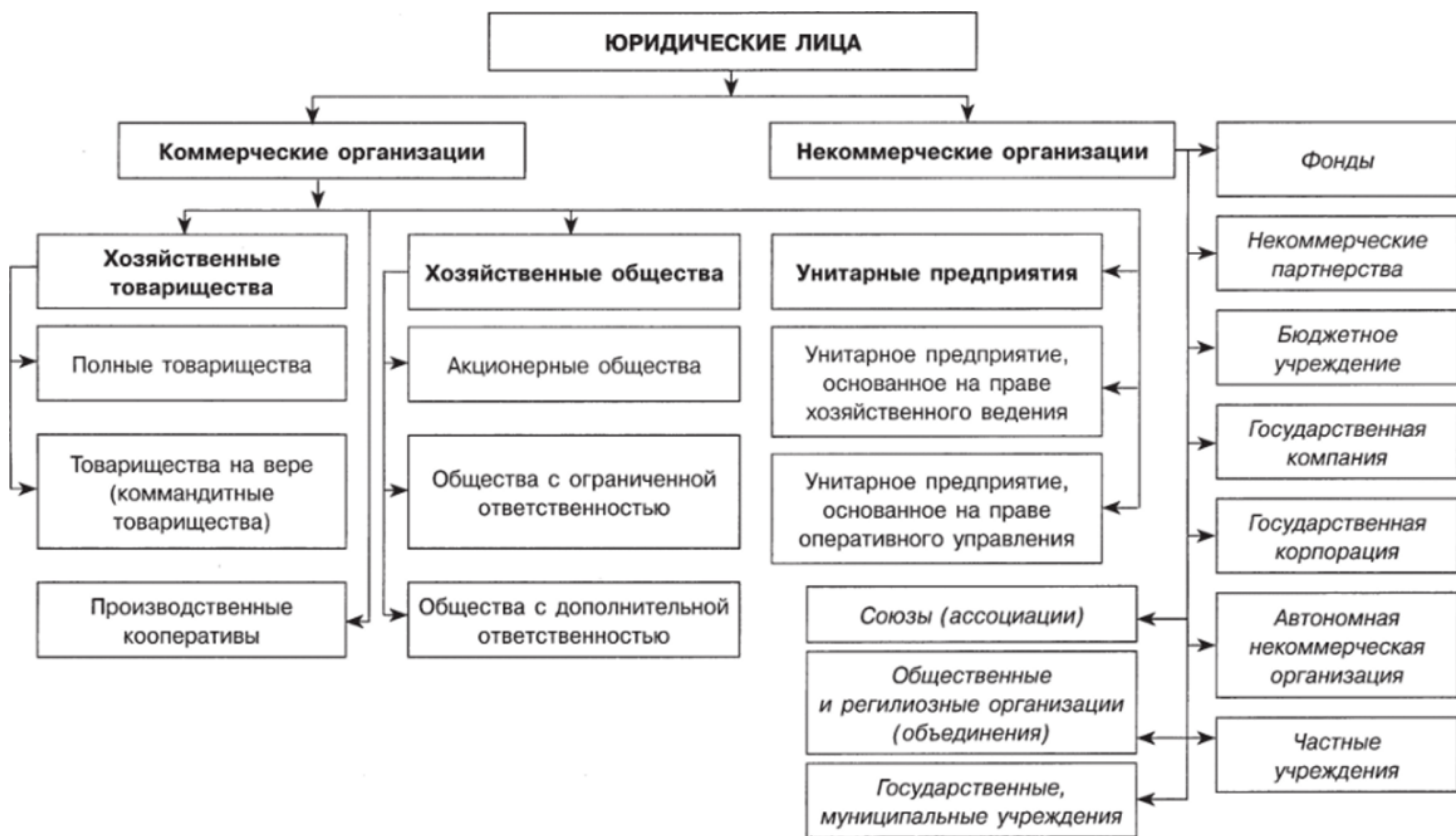 ЮРИДИЧЕСКИЕ ЛИЦА
Коммерческие организации
Некоммерческие организации
Хозяйственные
товарищества
Полные товарищества
Товарищества на вере
(коммандитные
товарищества)
Производственные
кооперативы
Хозяйственные общества
Акционерные общества
Общества с ограниченной
ответственностью
Общества с дополнительной
ответственностью
Унитарные предприятия
Унитарное предприятие,
основанное на праве
хозяйственного ведения
Унитарное предприятие,
основанное на праве
оперативного управления
Союзы (ассоциации)
Общественные
и регилиозные организации
(объединения)
Государственные,
муниципальные учреждения
Фонды
Некоммерческие
партнерства
Бюджетное
учреждение
Государственная
компания
Государственная
корпорация
Автономная
некоммерческая
организация
Частные
учреждения